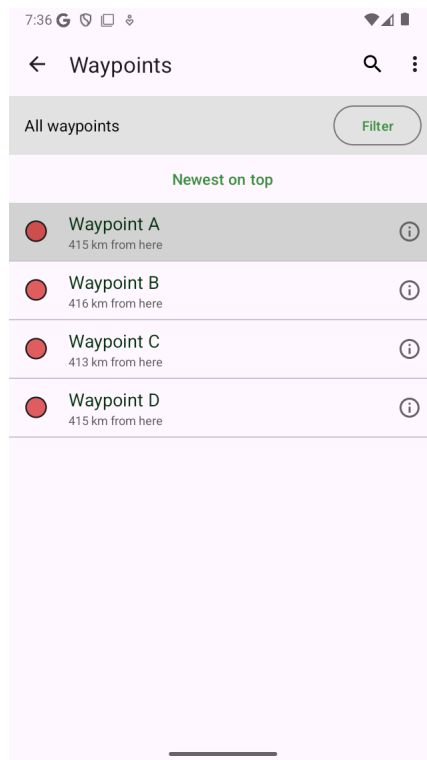 7:36
Waypoints
All waypoints
Filter
Newest on top
Waypoint A
415 km from here
Waypoint B
416 km from here
Waypoint C
413 km from here
Waypoint D
415 km from here